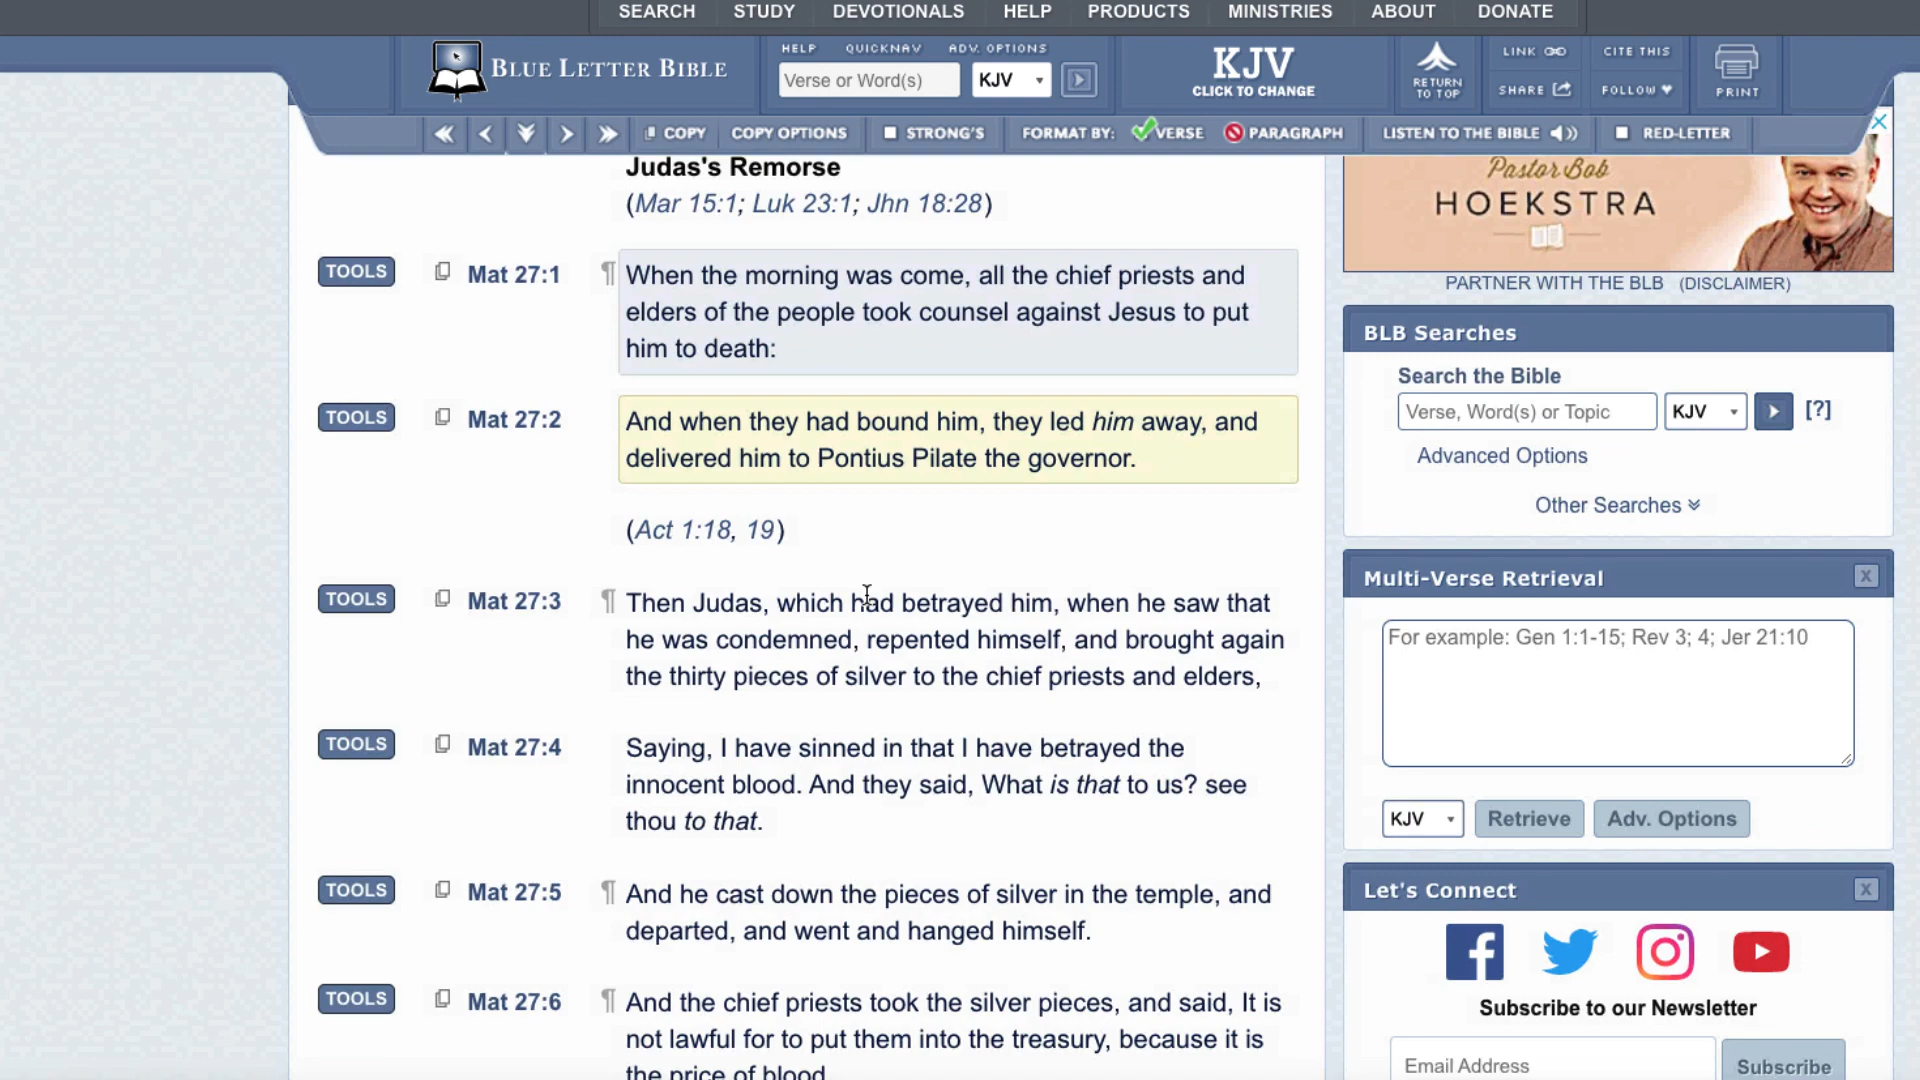 SEARCH STUDY DEVOTIONALS HELP PRODUCTS MINISTRIES ABOUT DONATE
BLUE LETTER BIBLE
HELP QUICKNAV ADV. OPTIONS
Verse or Word(s) KJV
KJV
CLICK TO CHANGE
RETURN
TO TOP
LINK CITE THIS
SHARE FOLLOW
PRINT
COPY COPY OPTIONS STRONG'S FORMAT BY: VERSE PARAGRAPH LISTEN TO THE BIBLE RED-LETTER
Judas's Remorse
(Mar 15:1; Luk 23:1; Jhn 18:28)
TOOLS Mat 27:1 ¶ When the morning was come, all the chief priests and
elders of the people took counsel against Jesus to put
him to death:
TOOLS Mat 27:2 And when they had bound him, they led him away, and
delivered him to Pontius Pilate the governor.
(Act 1:18, 19)
TOOLS Mat 27:3 ¶ Then Judas, which had betrayed him, when he saw that
he was condemned, repented himself, and brought again
the thirty pieces of silver to the chief priests and elders,
TOOLS Mat 27:4 Saying, I have sinned in that I have betrayed the
innocent blood. And they said, What is that to us? see
thou to that.
TOOLS Mat 27:5 ¶ And he cast down the pieces of silver in the temple, and
departed, and went and hanged himself.
TOOLS Mat 27:6 ¶ And the chief priests took the silver pieces, and said, It is
not lawful for to put them into the treasury, because it is
the price of blood
Pastor Bob
HOEKSTRA
PARTNER WITH THE BLB (DISCLAIMER)
BLB Searches
Search the Bible
Verse, Word(s) or Topic KJV [?]
Advanced Options
Other Searches
Multi-Verse Retrieval X
For example: Gen 1:1-15; Rev 3; 4; Jer 21:10
KJV Retrieve Adv. Options
Let's Connect X
Subscribe to our Newsletter
Email Address Subscribe